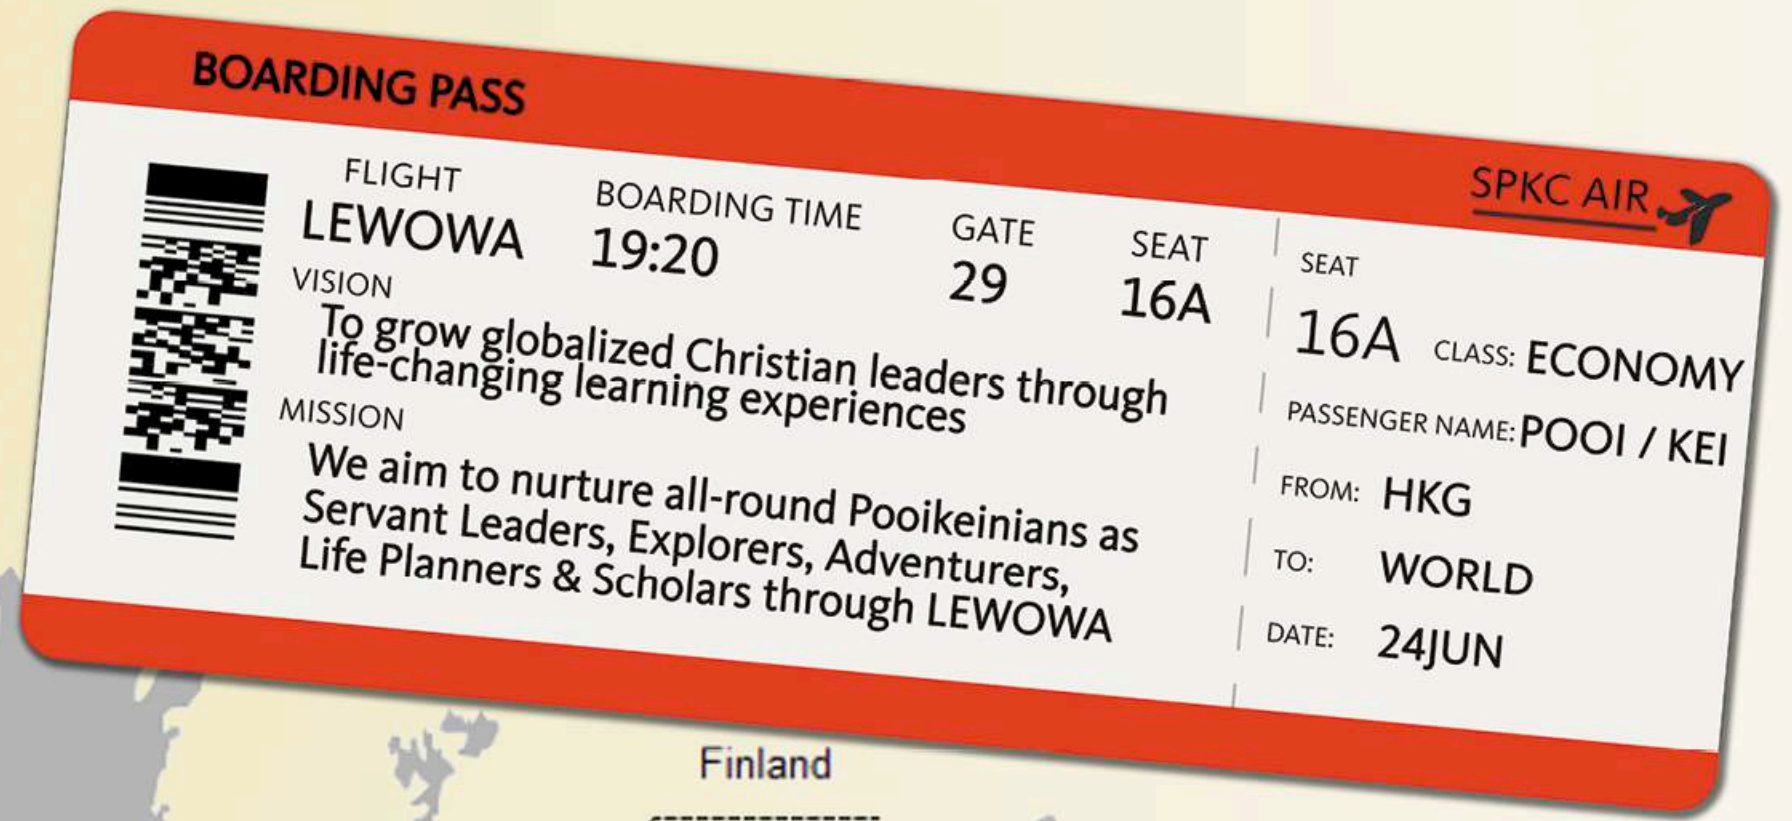 BOARDING PASS
SPKC AIR
FLIGHT
LEWOWA
BOARDING TIME
19:20
GATE
29
SEAT
16A
VISION
To grow globalized Christian leaders through
life-changing learning experiences
MISSION
We aim to nurture all-round Pooikeinians as
Servant Leaders, Explorers, Adventurers,
Life Planners & Scholars through LEWOWA
SEAT
16A CLASS: ECONOMY
PASSENGER NAME: POOI / KEI
FROM: HKG
TO: WORLD
DATE: 24JUN
Finland